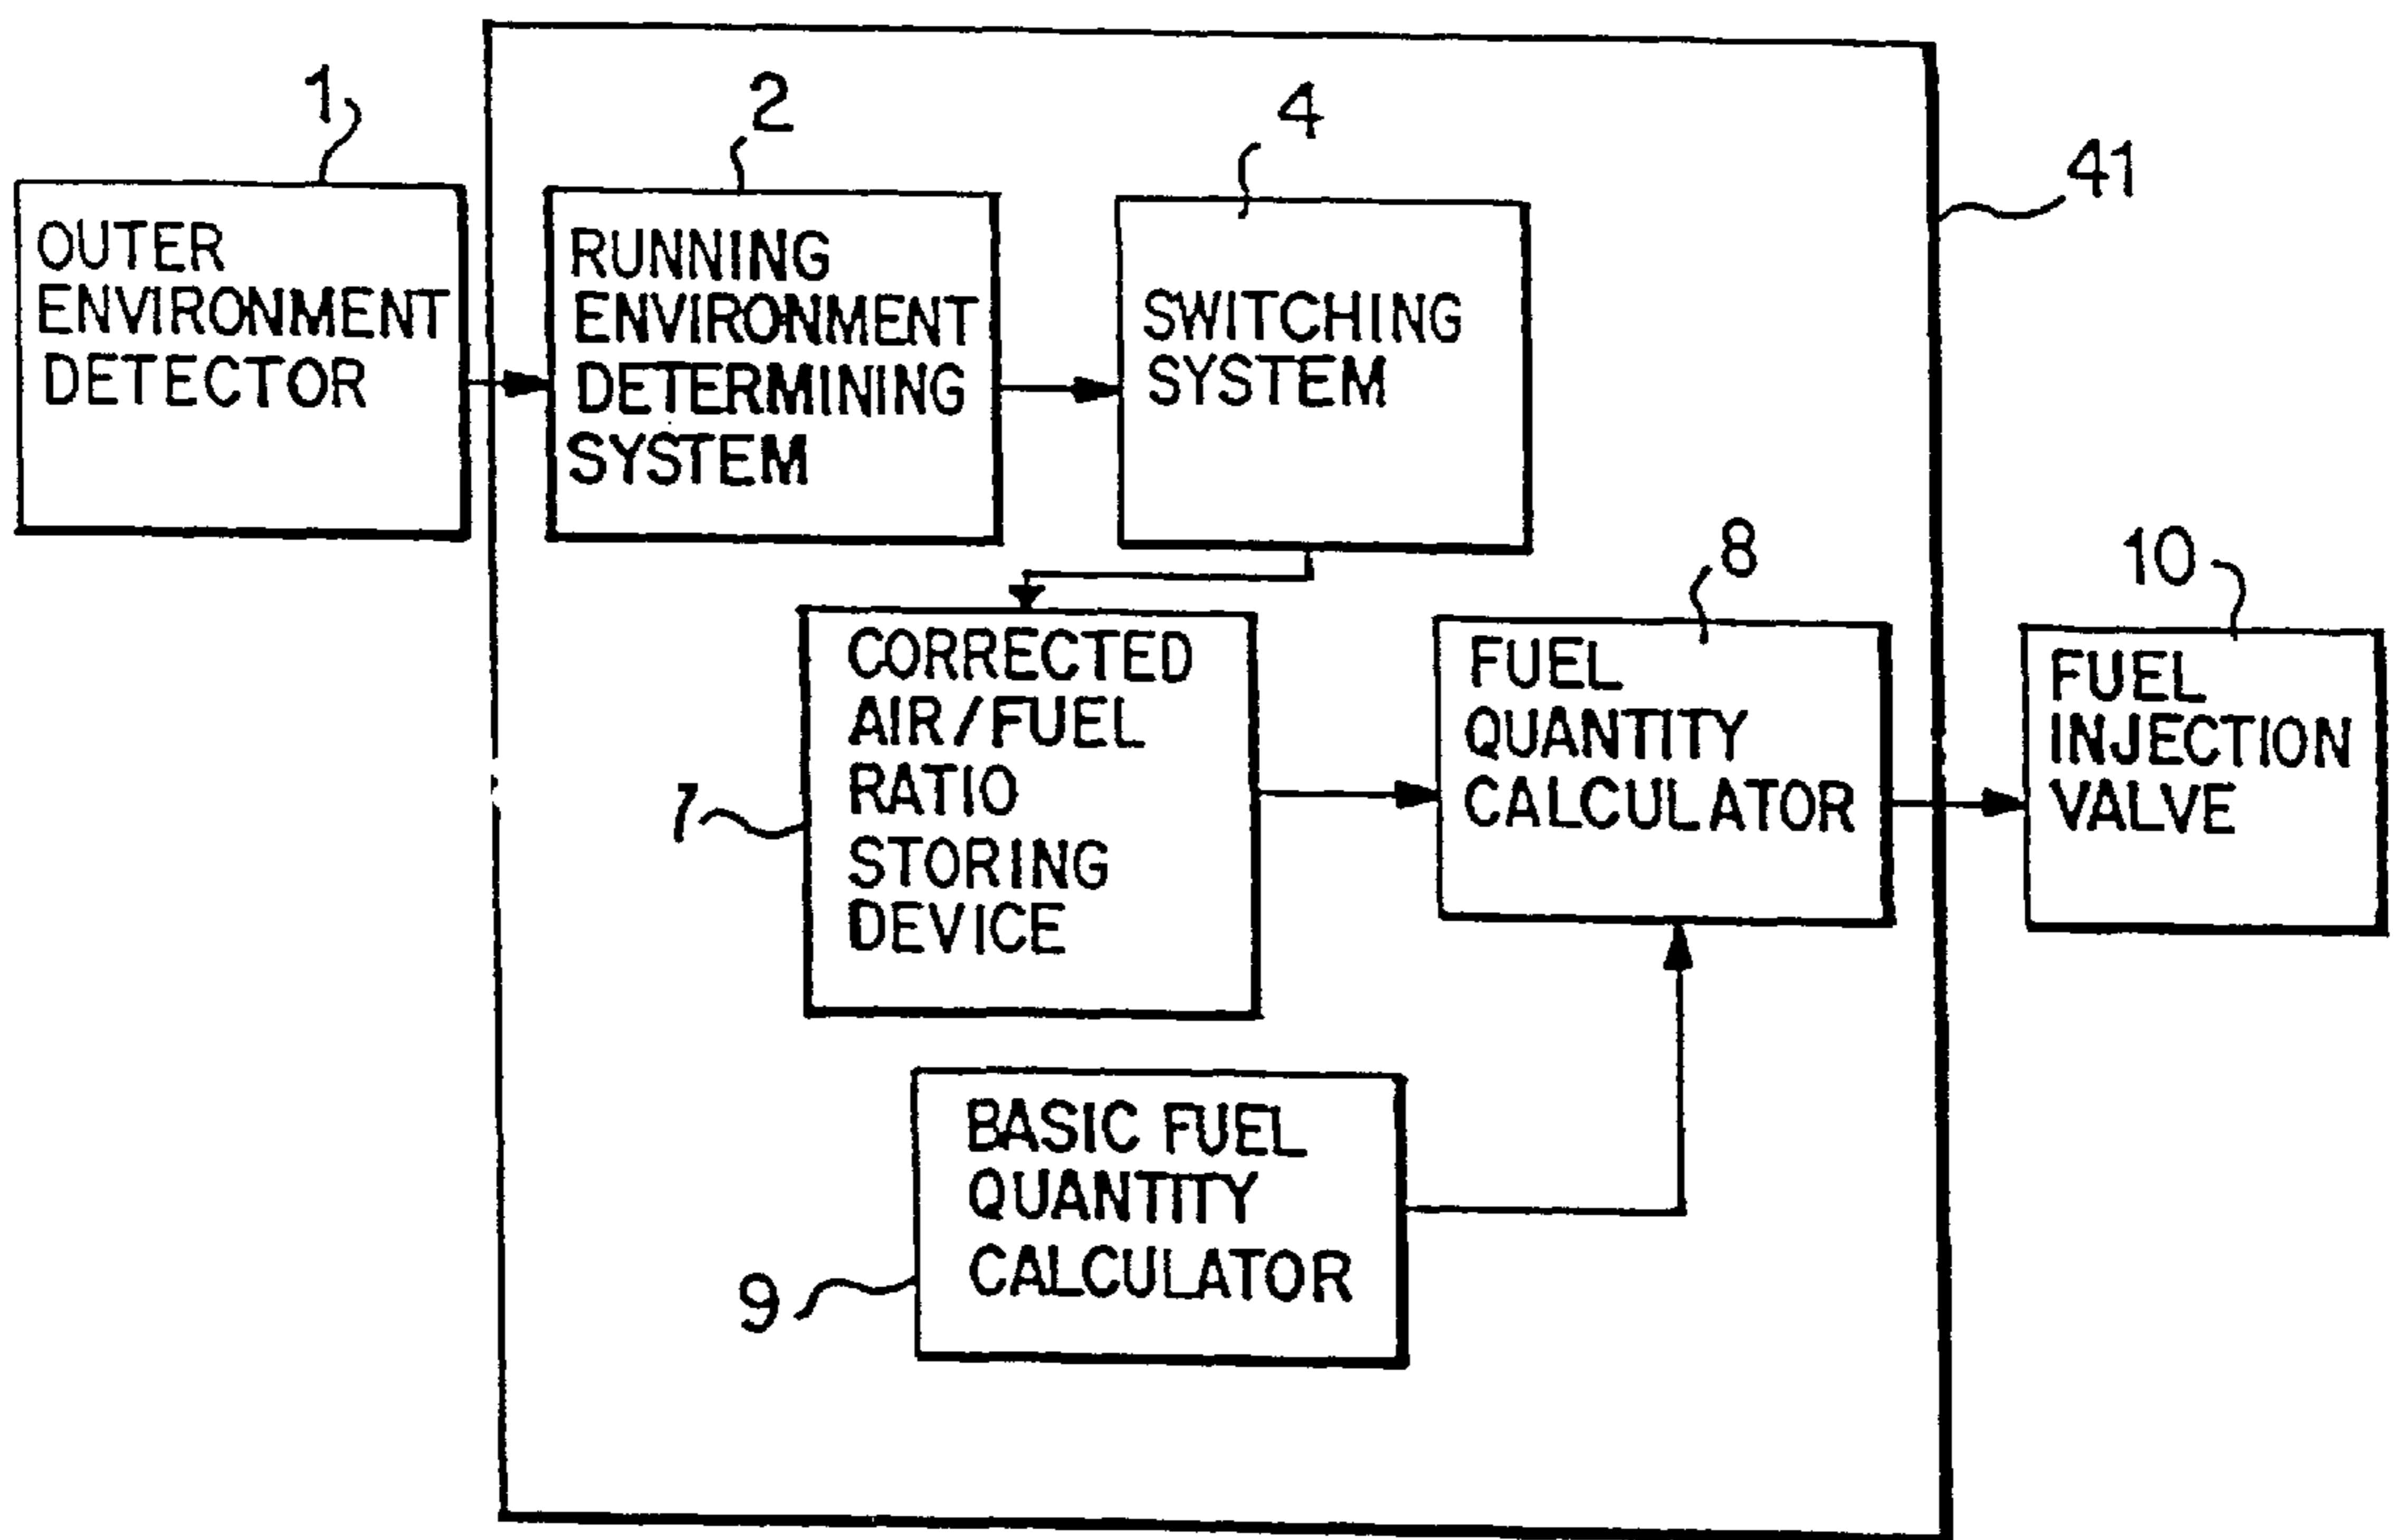 1
2
4
41
OUTER
ENVIRONMENT
DETECTOR
RUNNING
ENVIRONMENT
DETERMINING
SYSTEM
SWITCHING
SYSTEM
8
10
7
CORRECTED
AIR/FUEL
RATIO
STORING
DEVICE
FUEL
QUANTITY
CALCULATOR
FUEL
INJECTION
VALVE
9
BASIC FUEL
QUANTITY
CALCULATOR